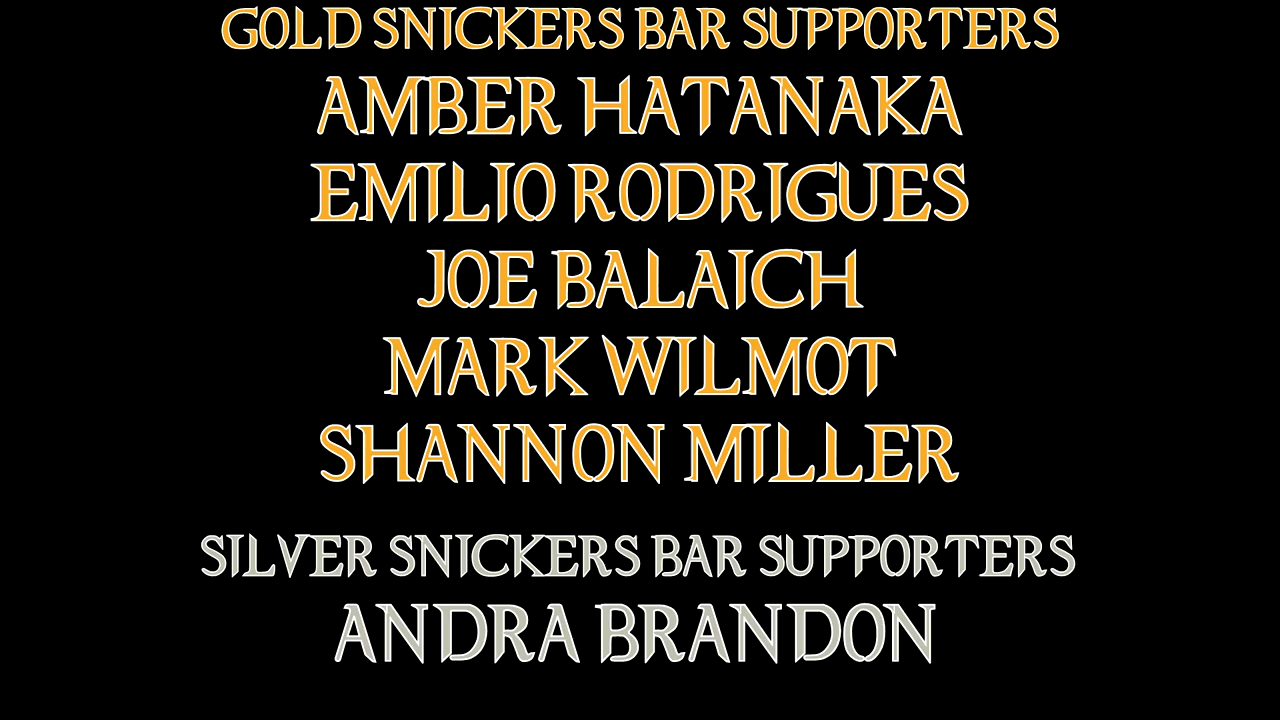 GOLD SNICKERS BAR SUPPORTERS
AMBER HATANAKA
EMILIO RODRIGUES
JOE BALAICH
MARK WILMOT
SHANNON MILLER
SILVER SNICKERS BAR SUPPORTERS
ANDRA BRANDON